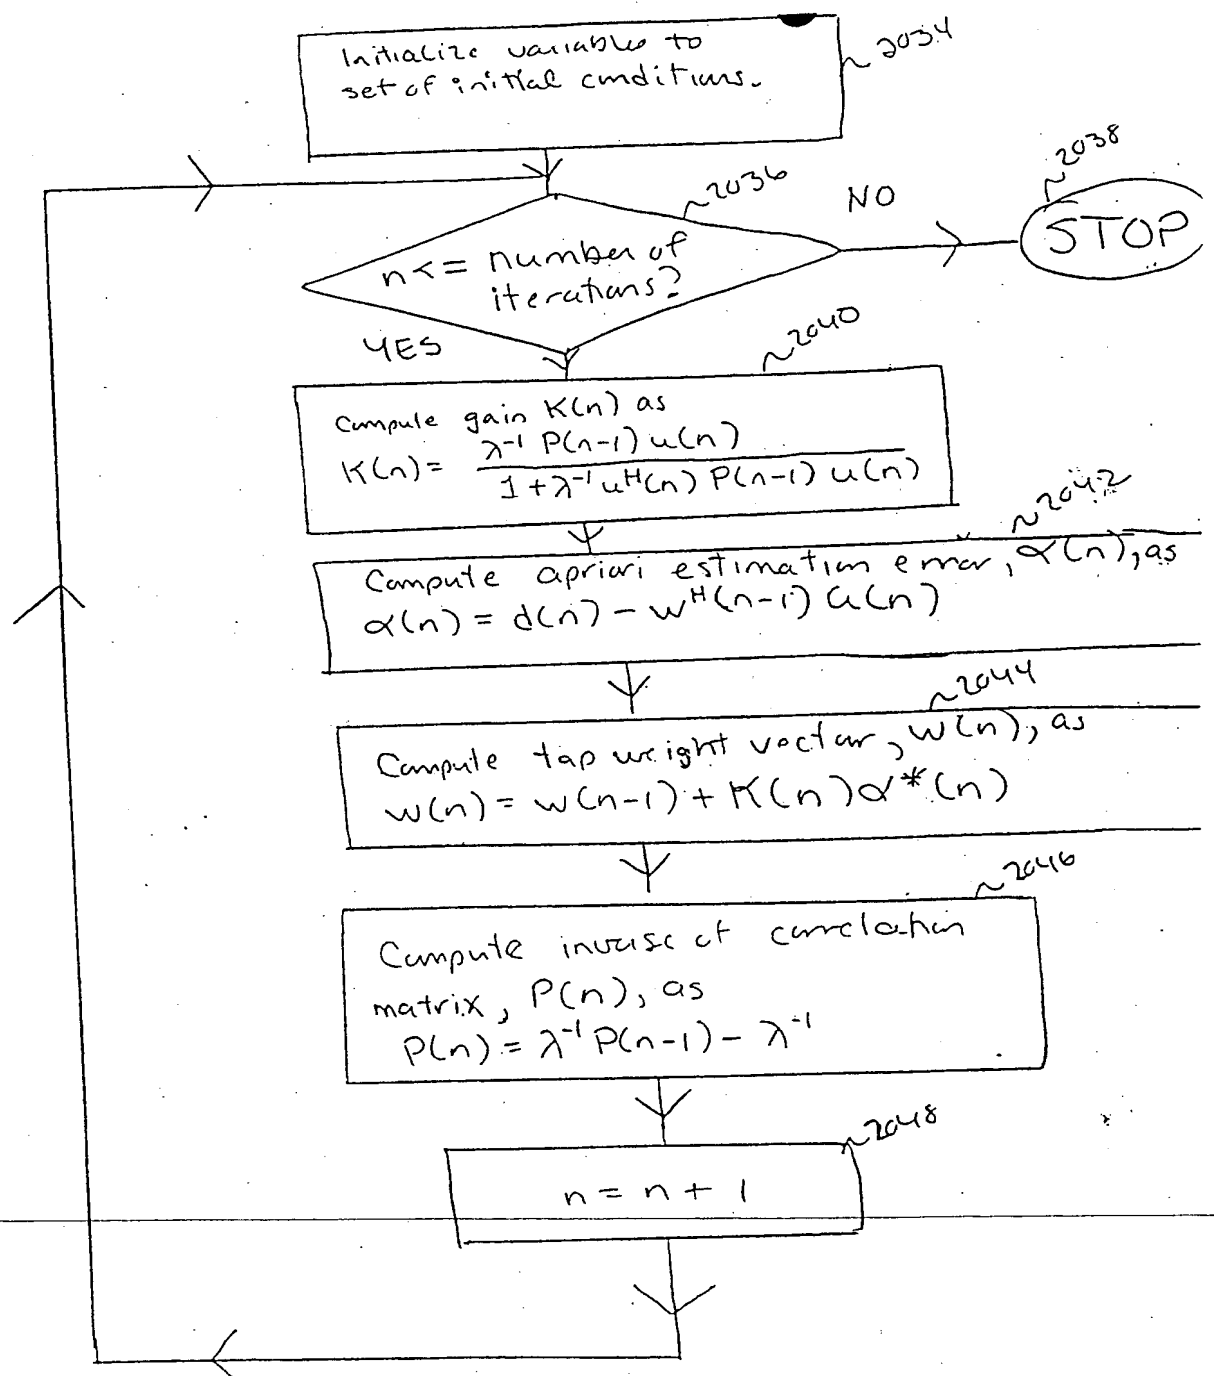 Initialize variables to
set of initial conditions.
2034
2036
NO
2038
STOP
n <= number of
iterations?
YES
2040
Compute gain K(n) as
K(n) = λ⁻¹ P(n-1) u(n)
1 + λ⁻¹ uᴴ(n) P(n-1) u(n)
2042
Compute apriori estimation error, α(n), as
α(n) = d(n) - wᴴ(n-1) u(n)
2044
Compute tap weight vector, w(n), as
w(n) = w(n-1) + K(n) α*(n)
2046
Compute inverse of correlation
matrix, P(n), as
P(n) = λ⁻¹ P(n-1) - λ⁻¹
2048
n = n + 1